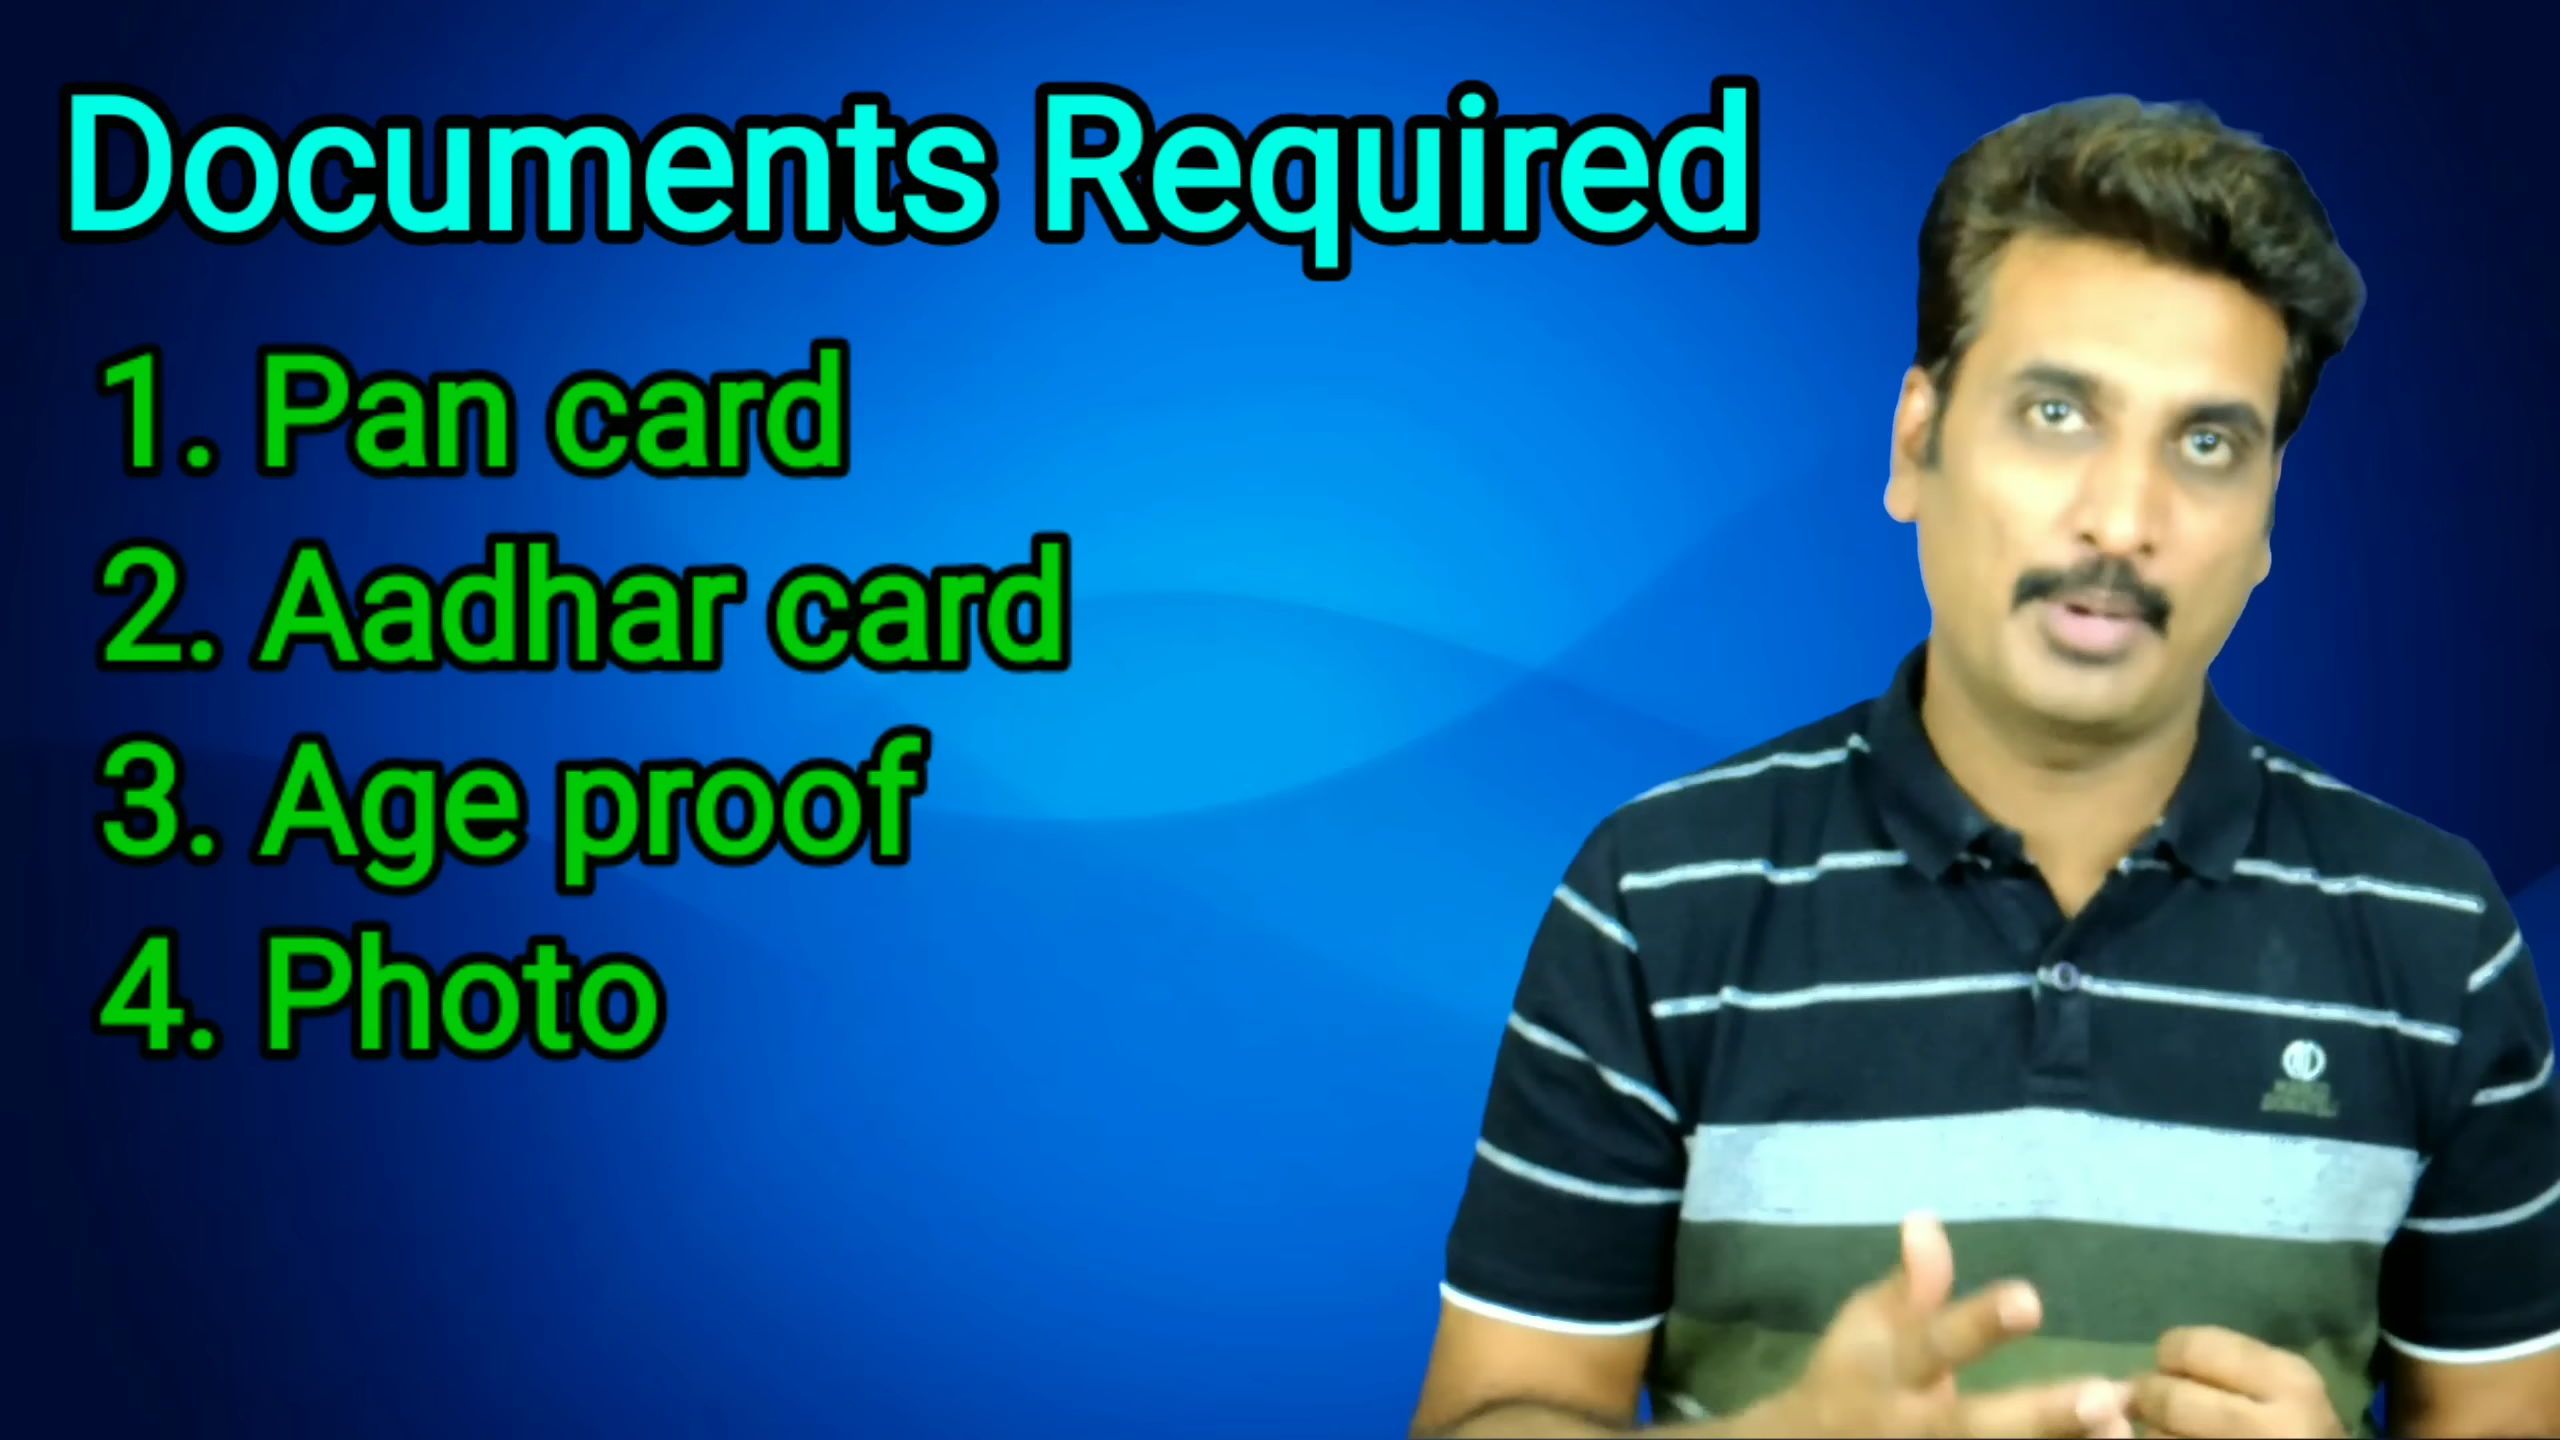 Documents Required
1. Pan card
2. Aadhar card
3. Age proof
4. Photo